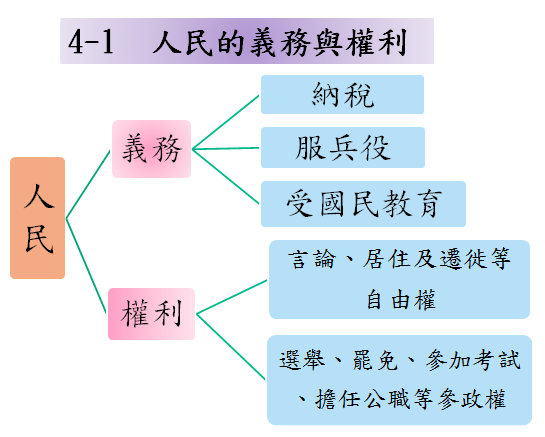 4-1 人民的義務與權利
人
民
義務
納稅
服兵役
受國民教育
權利
言論、居住及遷徙等
自由權
選舉、罷免、參加考試
、擔任公職等參政權